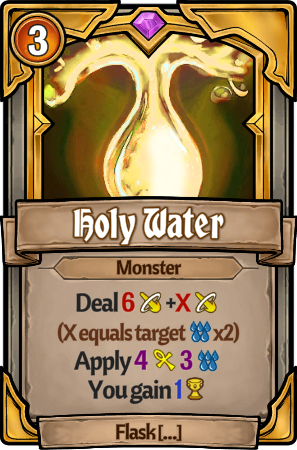 3
Holy Water
Monster
Deal 6 +X
(X equals target x2)
Apply 4 3
You gain 1
Flask [...]